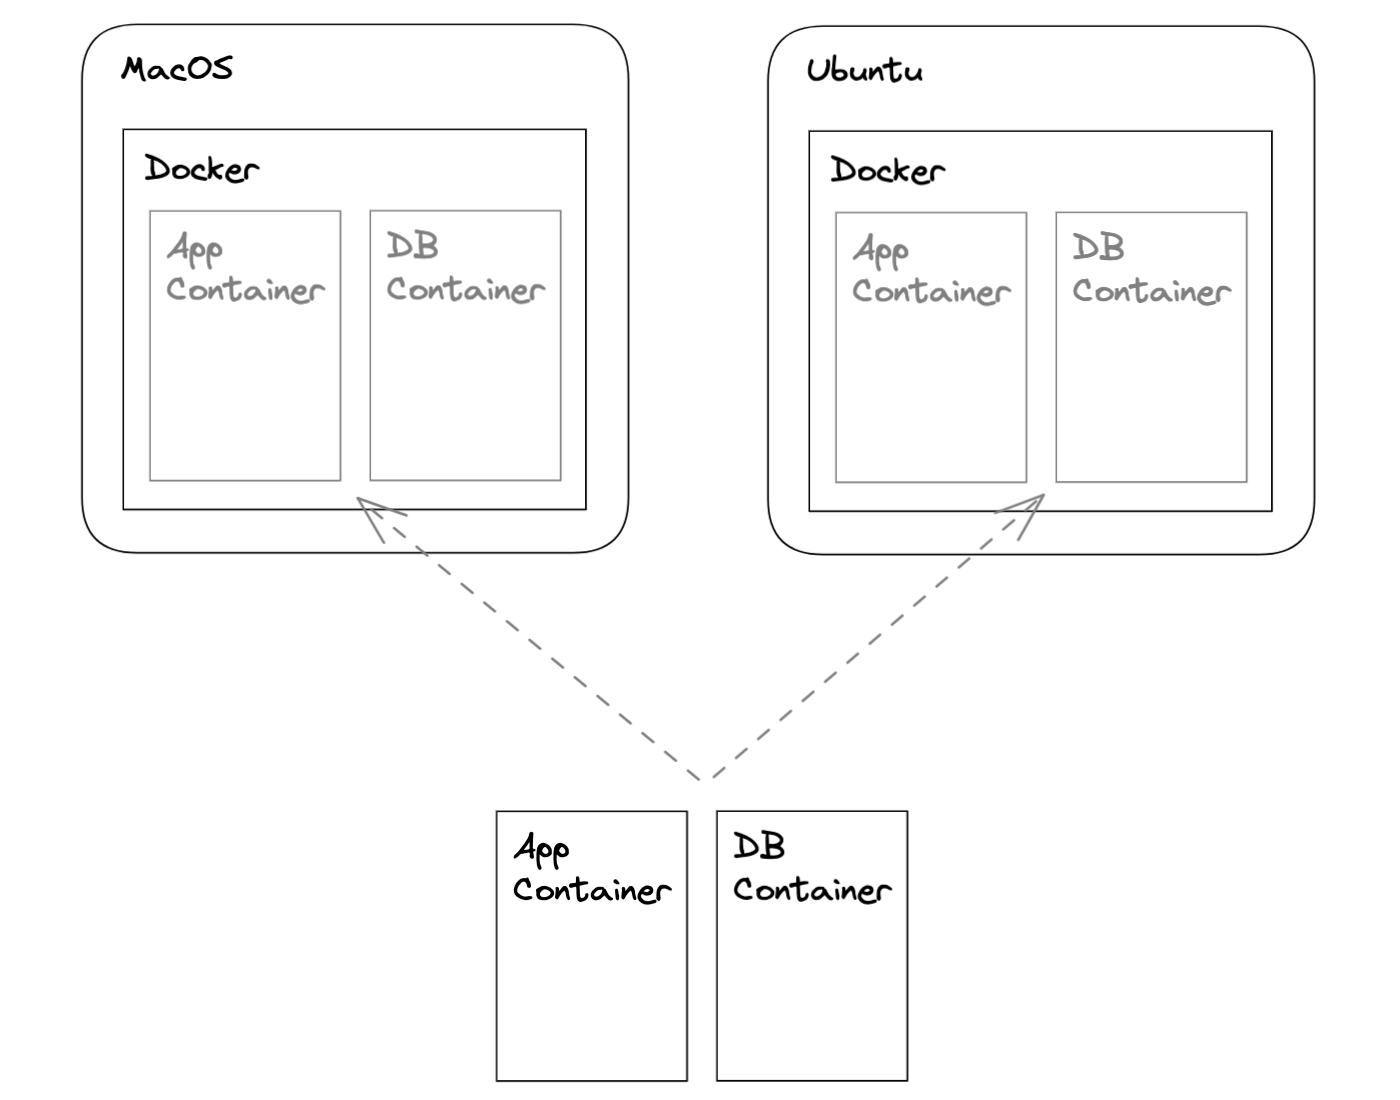 MacOS
Docker
App
Container
DB
Container
Ubuntu
Docker
App
Container
DB
Container
App
Container
DB
Container